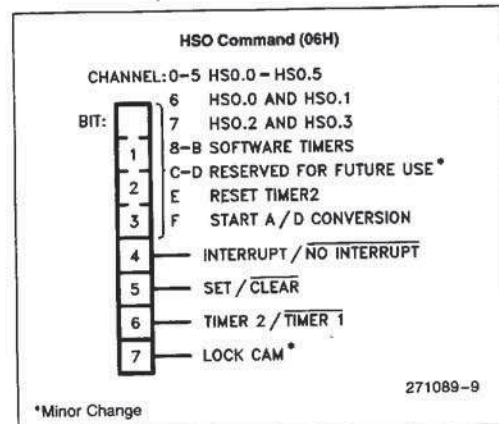 HSO Command (06H)
CHANNEL: 0-5 HSO.0 - HSO.5
6 HSO.0 AND HSO.1
BIT: 7 HSO.2 AND HSO.3
8-B SOFTWARE TIMERS
1
C-D RESERVED FOR FUTURE USE*
2
E RESET TIMER2
3 F START A/D CONVERSION
4 INTERRUPT / NO INTERRUPT
5 SET / CLEAR
6 TIMER 2 / TIMER 1
7 LOCK CAM*
271089-9
*Minor Change